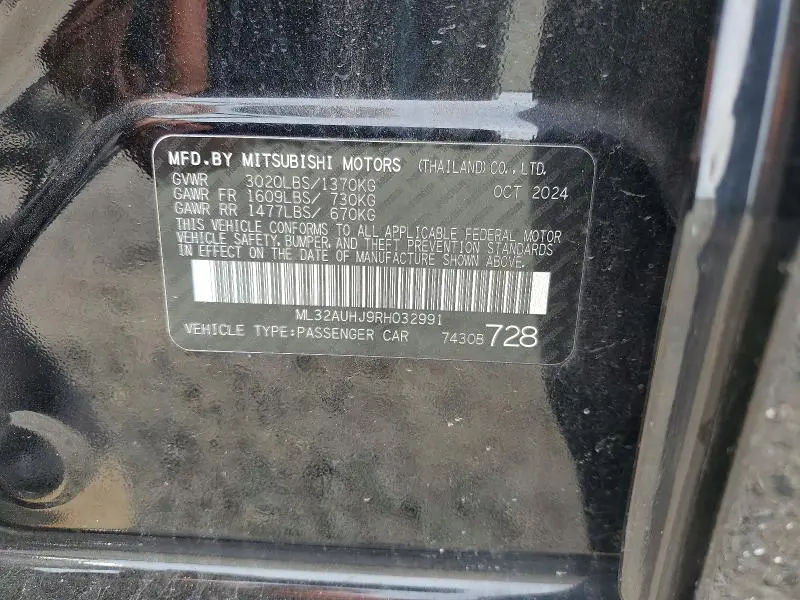 MFD.BY MITSUBISHI MOTORS (THAILAND) CO., LTD.
GVWR 3020LBS/1370KG OCT 2024
GAWR FR 1609LBS/ 730KG
GAWR RR 1477LBS/ 670KG
THIS VEHICLE CONFORMS TO ALL APPLICABLE FEDERAL MOTOR
VEHICLE SAFETY, BUMPER, AND THEFT PREVENTION STANDARDS
IN EFFECT ON THE DATE OF MANUFACTURE SHOWN ABOVE.
ML32AUHJ9RH032991
VEHICLE TYPE:PASSENGER CAR 7430B 728